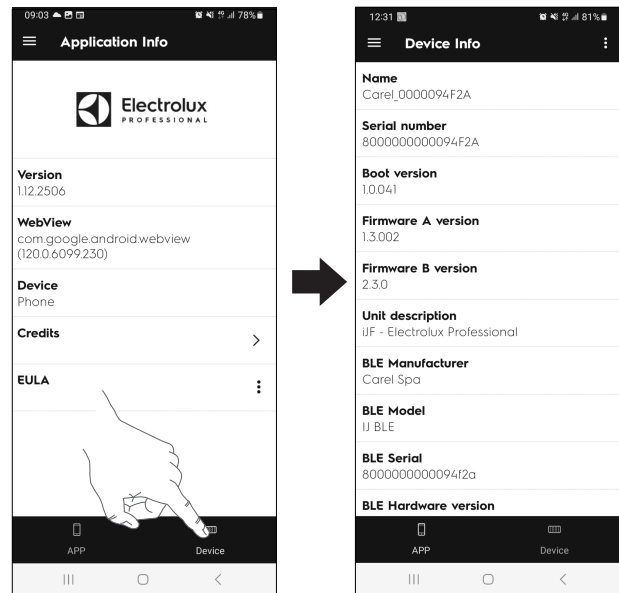 09:03
78%
Application Info
Electrolux
PROFESSIONAL
Version
1.12.2506
WebView
com.google.android.webview
(120.0.6099.230)
Device
Phone
Credits
EULA
APP
Device
12:31
81%
Device Info
Name
Carel_0000094F2A
Serial number
8000000000094F2A
Boot version
1.0.041
Firmware A version
1.3.002
Firmware B version
2.3.0
Unit description
iJF - Electrolux Professional
BLE Manufacturer
Carel Spa
BLE Model
IJ BLE
BLE Serial
8000000000094f2a
BLE Hardware version
APP
Device